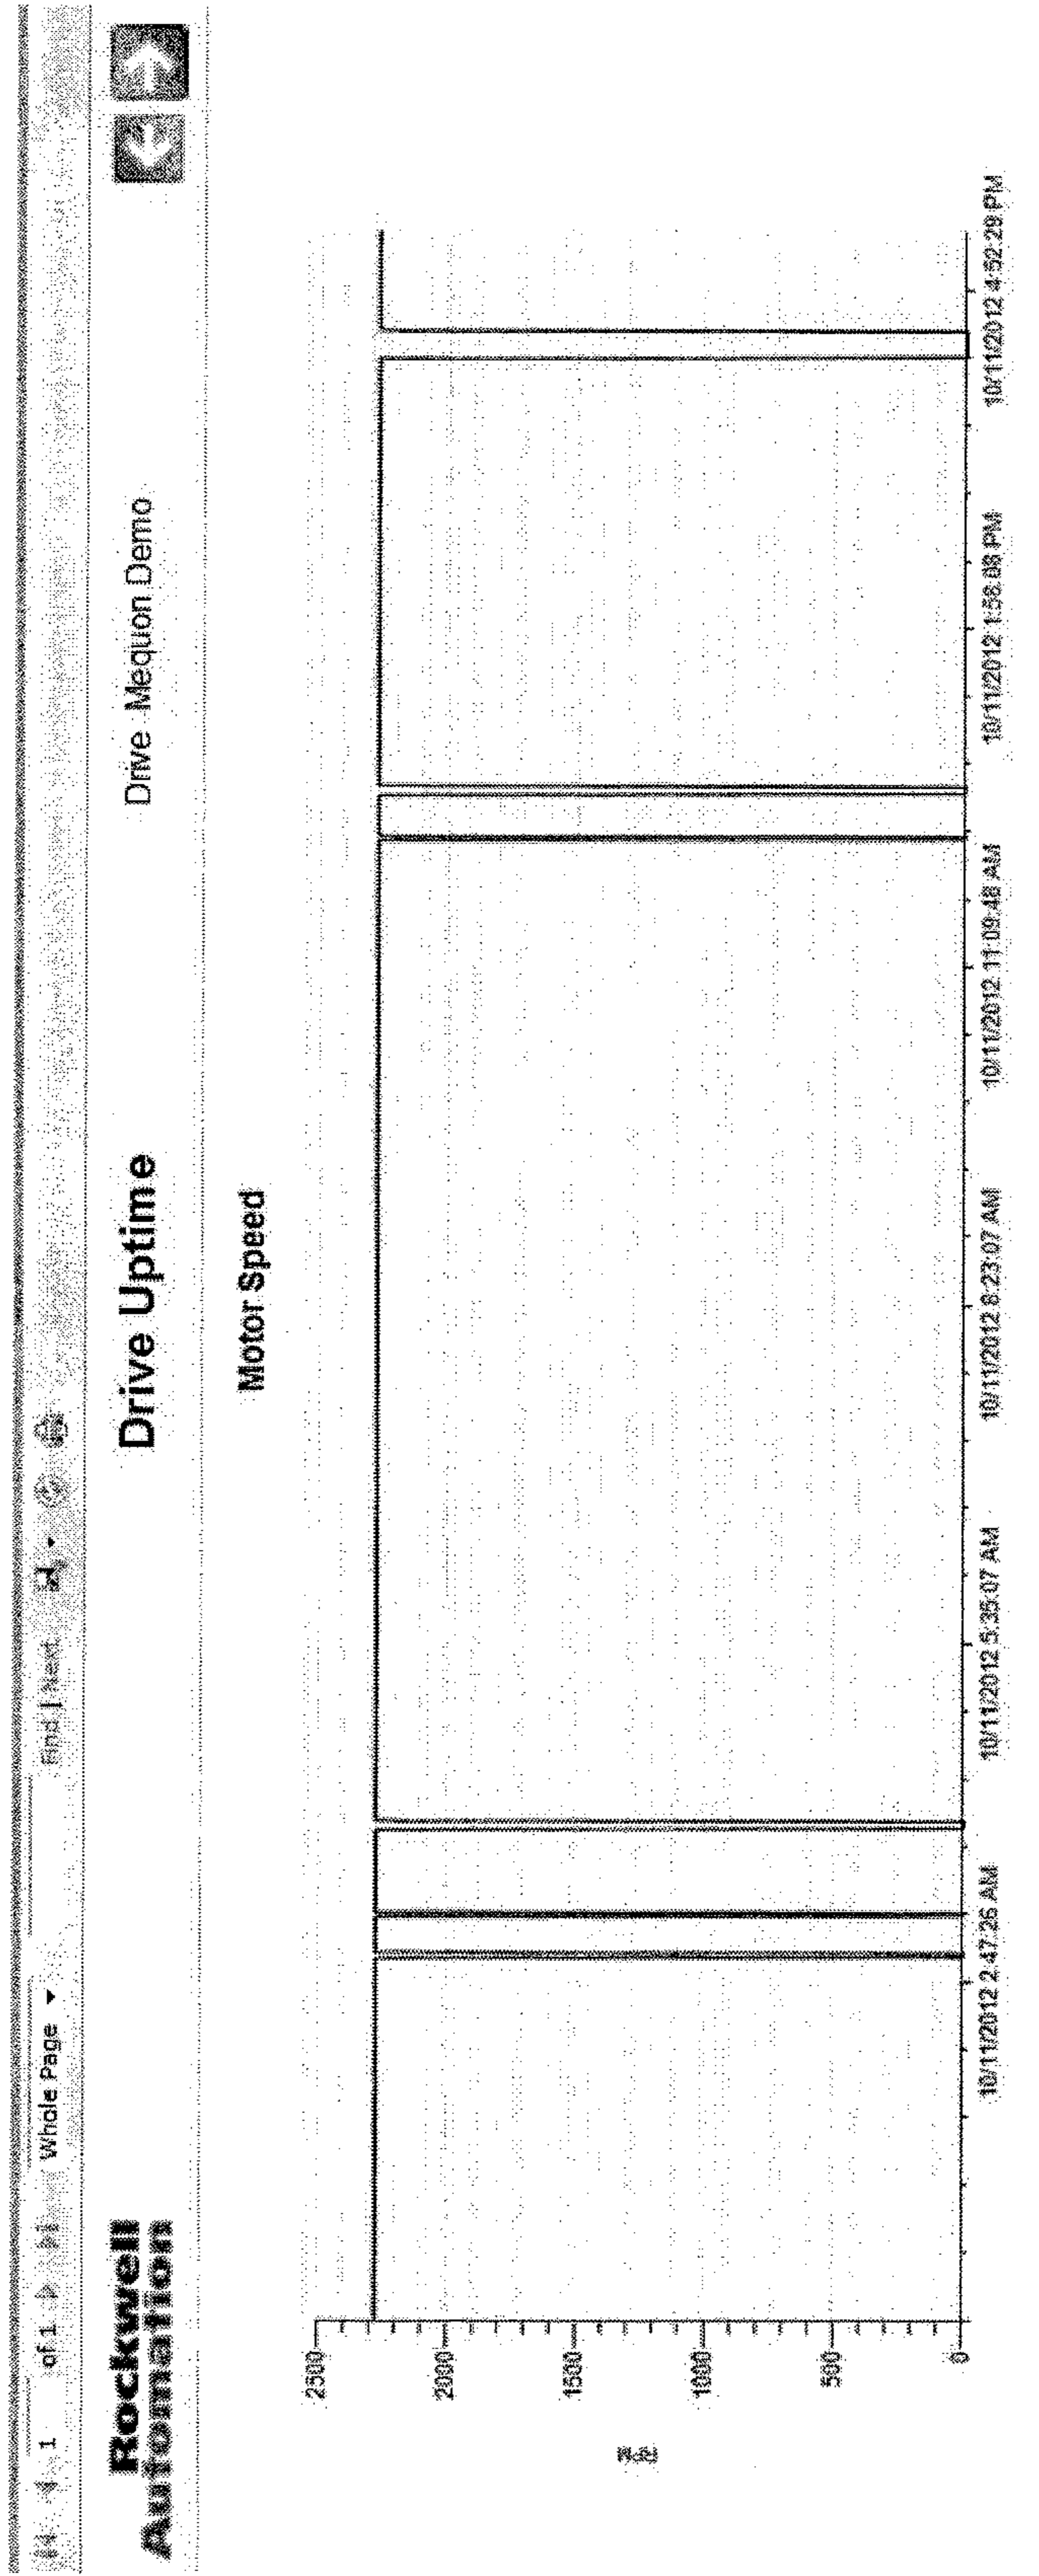 1 of 1 Whole Page Find | Next
Rockwell
Automation
Drive Uptime
Drive Mequon Demo
Motor Speed
2500
2000
1500
1000
500
0
rpm
10/11/2012 2:47:26 AM
10/11/2012 5:35:07 AM
10/11/2012 8:23:07 AM
10/11/2012 11:09:48 AM
10/11/2012 1:58:08 PM
10/11/2012 4:52:29 PM